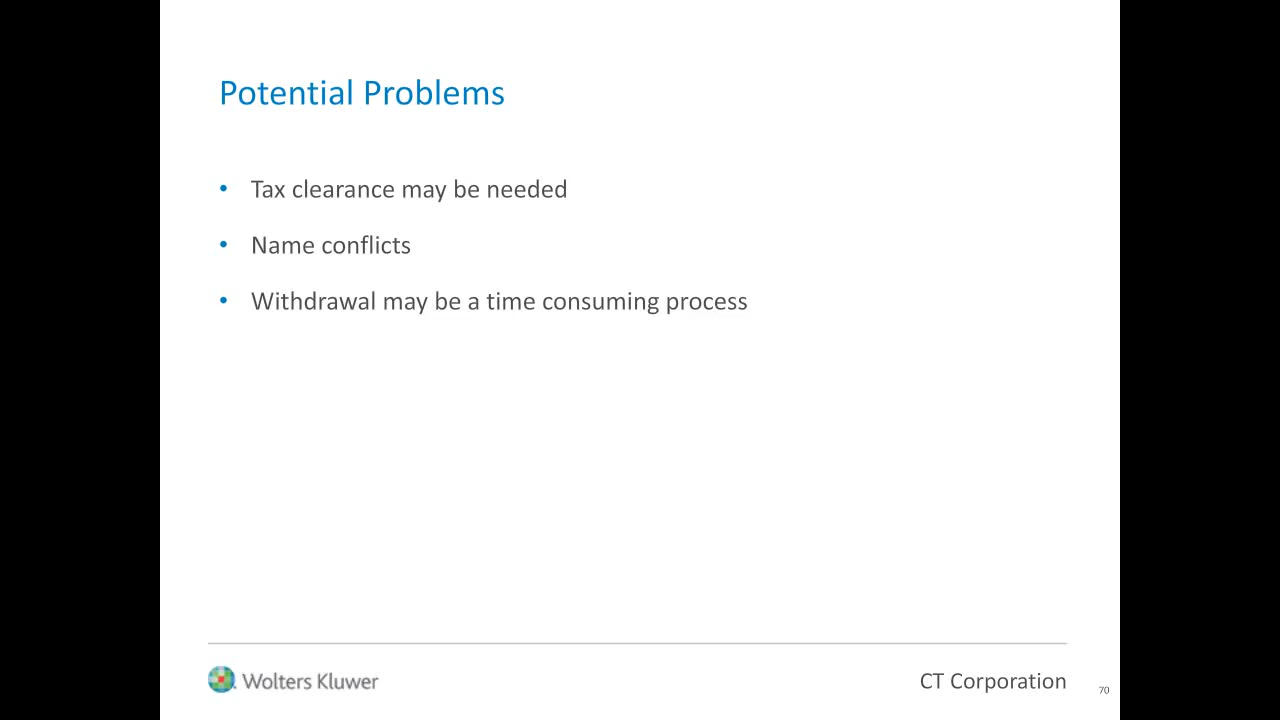 Potential Problems
• Tax clearance may be needed
• Name conflicts
• Withdrawal may be a time consuming process
Wolters Kluwer
CT Corporation
70